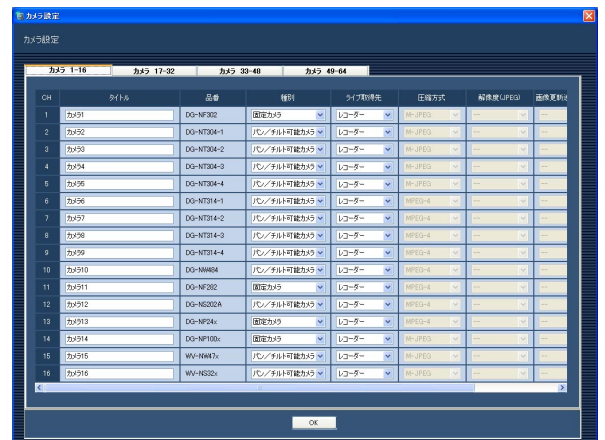 カメラ設定
カメラ設定
カメラ 1-16 カメラ 17-32 カメラ 33-48 カメラ 49-64
CH タイトル 品番 種別 ライブ取得先 圧縮方式 解像度(JPEG) 画像更新速
1 カメラ1 DG-NF302 固定カメラ レコーダー M-JPEG --- ---
2 カメラ2 DG-NT304-1 パン/チルト可能カメラ レコーダー M-JPEG --- ---
3 カメラ3 DG-NT304-2 パン/チルト可能カメラ レコーダー M-JPEG --- ---
4 カメラ4 DG-NT304-3 パン/チルト可能カメラ レコーダー M-JPEG --- ---
5 カメラ5 DG-NT304-4 パン/チルト可能カメラ レコーダー M-JPEG --- ---
6 カメラ6 DG-NT314-1 パン/チルト可能カメラ レコーダー MPEG-4 --- ---
7 カメラ7 DG-NT314-2 パン/チルト可能カメラ レコーダー MPEG-4 --- ---
8 カメラ8 DG-NT314-3 パン/チルト可能カメラ レコーダー MPEG-4 --- ---
9 カメラ9 DG-NT314-4 パン/チルト可能カメラ レコーダー MPEG-4 --- ---
10 カメラ10 DG-NW484 パン/チルト可能カメラ レコーダー MPEG-4 --- ---
11 カメラ11 DG-NF282 固定カメラ レコーダー MPEG-4 --- ---
12 カメラ12 DG-NS202A パン/チルト可能カメラ レコーダー MPEG-4 --- ---
13 カメラ13 DG-NP24x 固定カメラ レコーダー MPEG-4 --- ---
14 カメラ14 DG-NP100x 固定カメラ レコーダー M-JPEG --- ---
15 カメラ15 WV-NW47x パン/チルト可能カメラ レコーダー M-JPEG --- ---
16 カメラ16 WV-NS32x パン/チルト可能カメラ レコーダー M-JPEG --- ---
OK